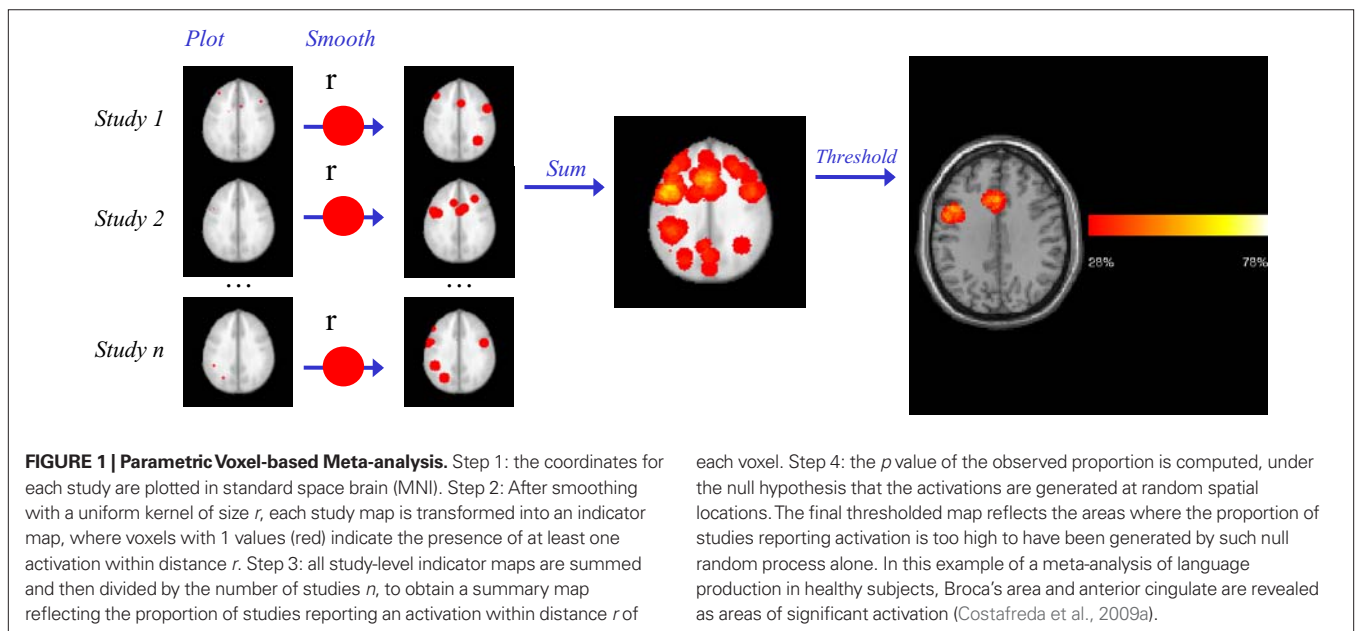 Plot Smooth
r
Study 1
r
Study 2
Sum
Threshold
28% 78%
... ...
r
Study n
FIGURE 1 | Parametric Voxel-based Meta-analysis. Step 1: the coordinates for
each study are plotted in standard space brain (MNI). Step 2: After smoothing
with a uniform kernel of size r, each study map is transformed into an indicator
map, where voxels with 1 values (red) indicate the presence of at least one
activation within distance r. Step 3: all study-level indicator maps are summed
and then divided by the number of studies n, to obtain a summary map
reflecting the proportion of studies reporting an activation within distance r of
each voxel. Step 4: the p value of the observed proportion is computed, under
the null hypothesis that the activations are generated at random spatial
locations. The final thresholded map reflects the areas where the proportion of
studies reporting activation is too high to have been generated by such null
random process alone. In this example of a meta-analysis of language
production in healthy subjects, Broca's area and anterior cingulate are revealed
as areas of significant activation (Costafreda et al., 2009a).